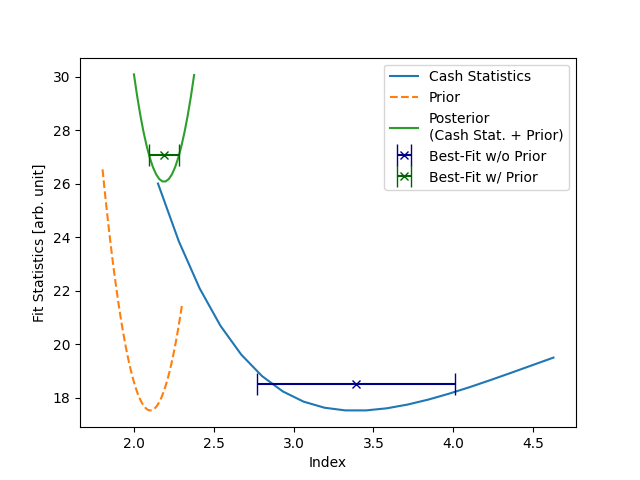 Cash Statistics
Prior
Posterior
(Cash Stat. + Prior)
Best-Fit w/o Prior
Best-Fit w/ Prior
Fit Statistics [arb. unit]
30
28
26
24
22
20
18
2.0 2.5 3.0 3.5 4.0 4.5
Index